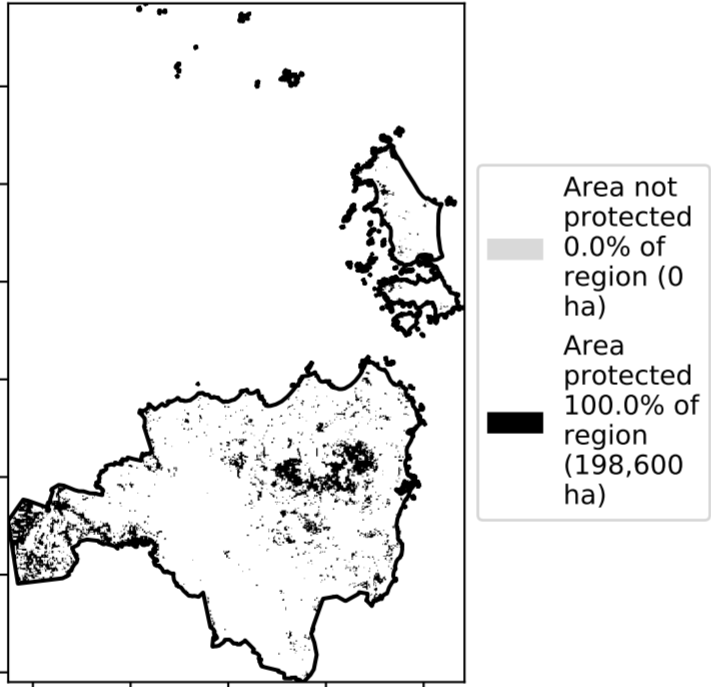 Area not
protected
0.0% of
region (0
ha)
Area
protected
100.0% of
region
(198,600
ha)